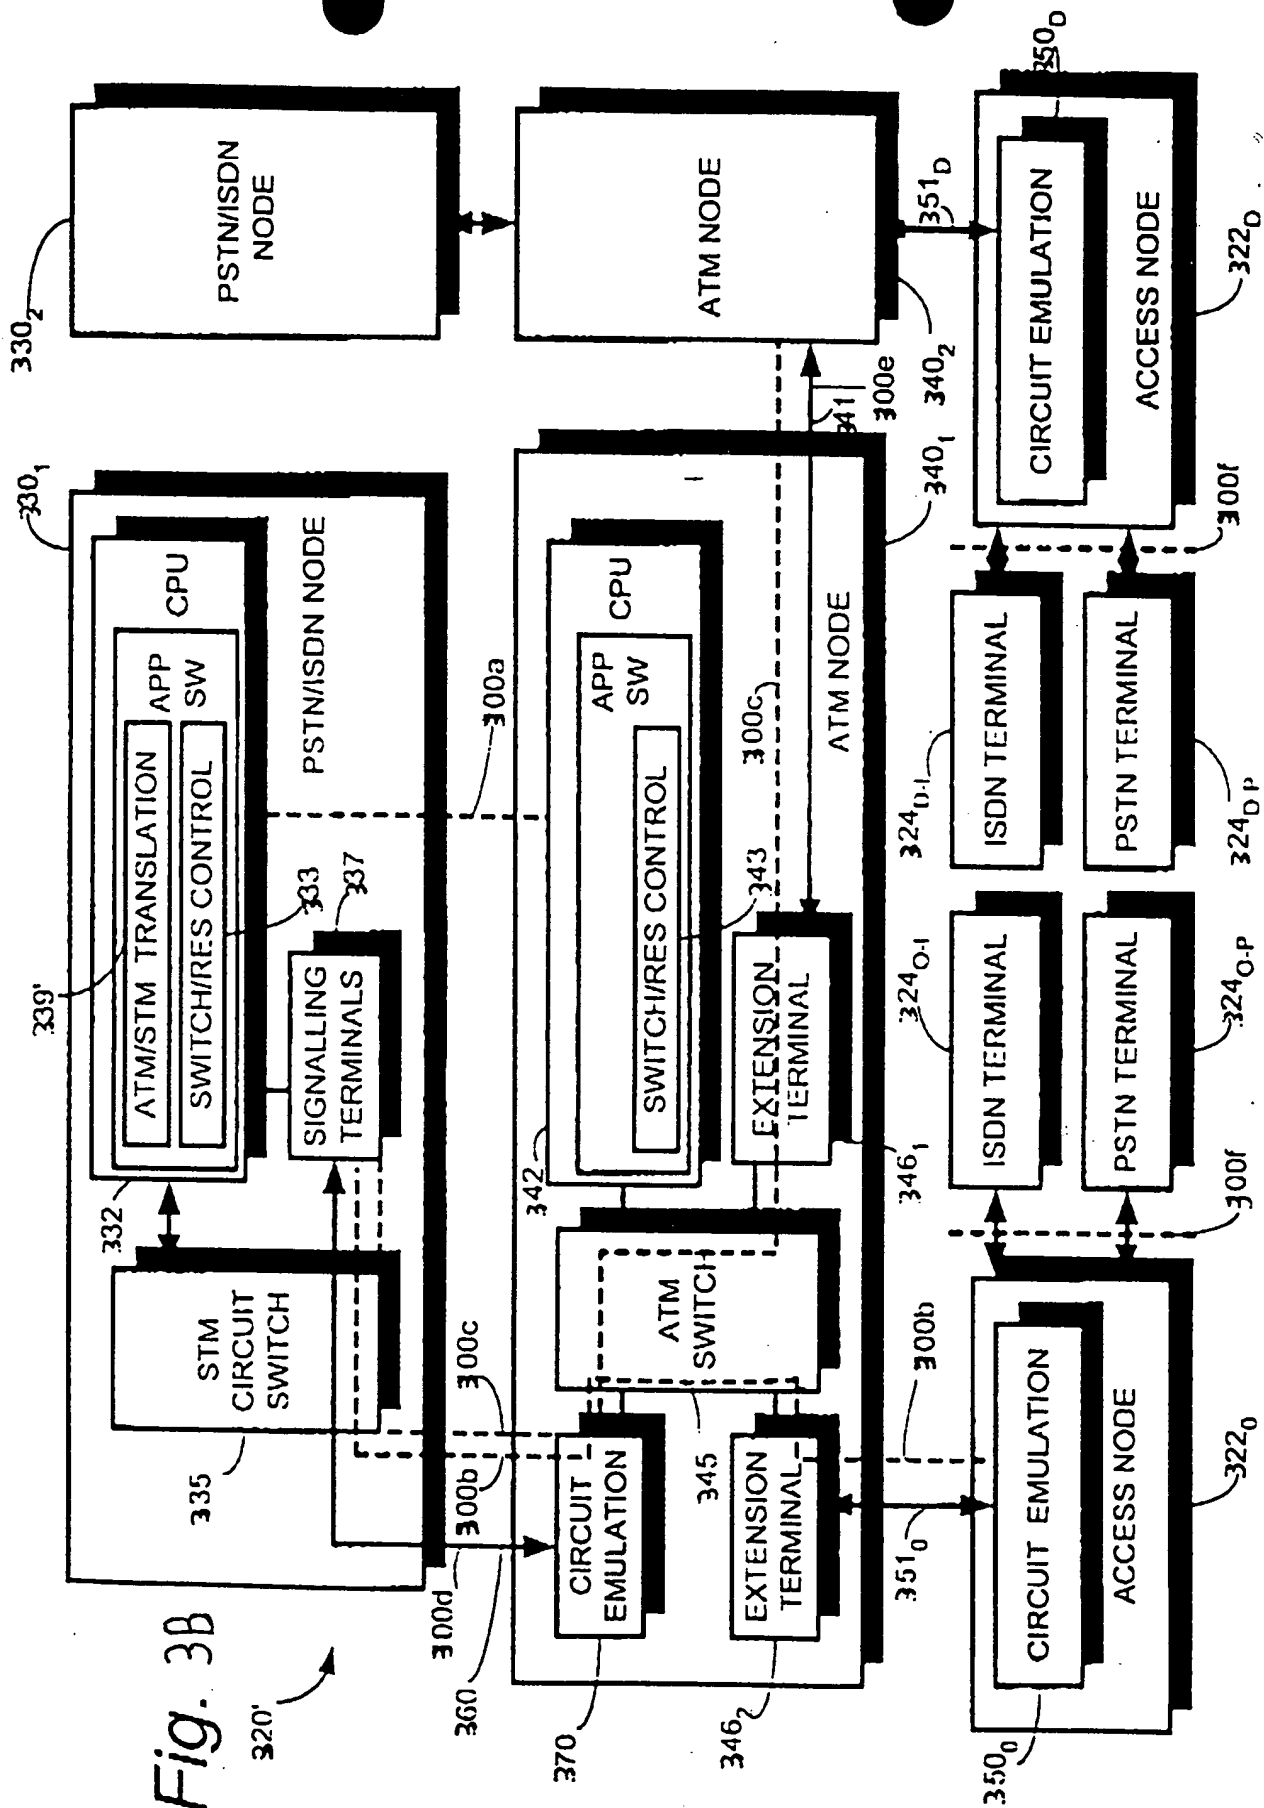 Fig. 3B
320'
330₁
330₂
339'
332
ATM/STM TRANSLATION
SWITCH/RES CONTROL
APP
SW
CPU
333
337
335
STM
CIRCUIT
SWITCH
SIGNALLING
TERMINALS
PSTN/ISDN NODE
PSTN/ISDN
NODE
300d
360
300b
300c
300a
370
CIRCUIT
EMULATION
346₂
EXTENSION
TERMINAL
345
ATM
SWITCH
342
SWITCH/RES CONTROL
APP
SW
CPU
343
EXTENSION
TERMINAL
346₁
300c
ATM NODE
340₁
341
300e
ATM NODE
340₂
351₀
300b
351D
350₀
CIRCUIT EMULATION
ACCESS NODE
322₀
300f
324O-I
ISDN TERMINAL
PSTN TERMINAL
324O-P
324D-I
ISDN TERMINAL
PSTN TERMINAL
324D-P
300f
350D
CIRCUIT EMULATION
ACCESS NODE
322D